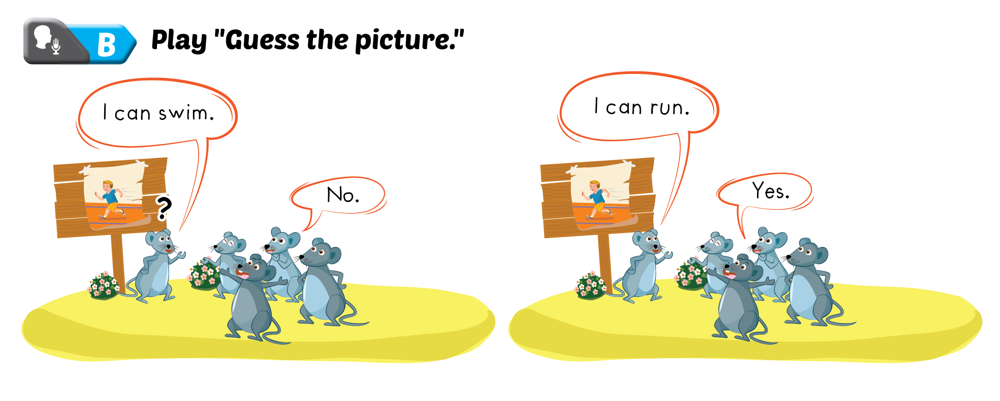 B Play "Guess the picture."
I can swim.
?
No.
I can run.
Yes.